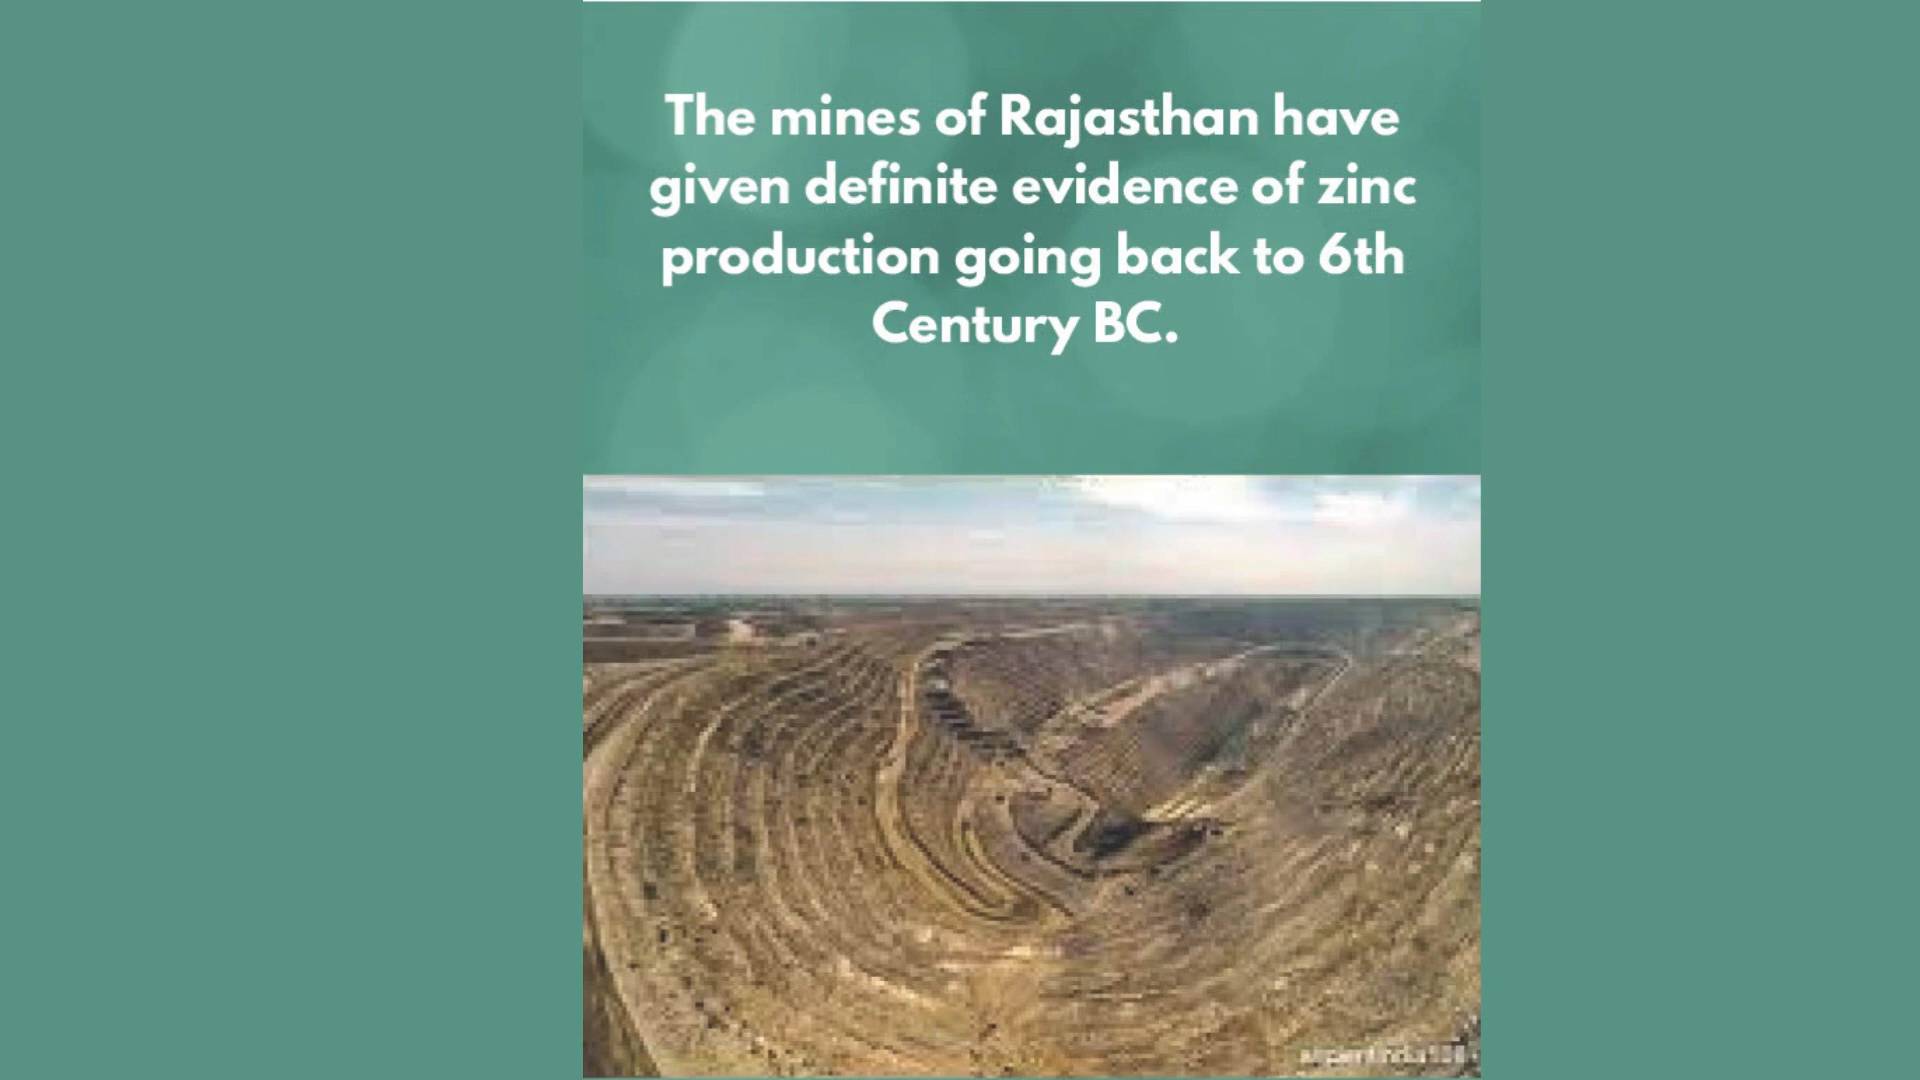 The mines of Rajasthan have
given definite evidence of zinc
production going back to 6th
Century BC.